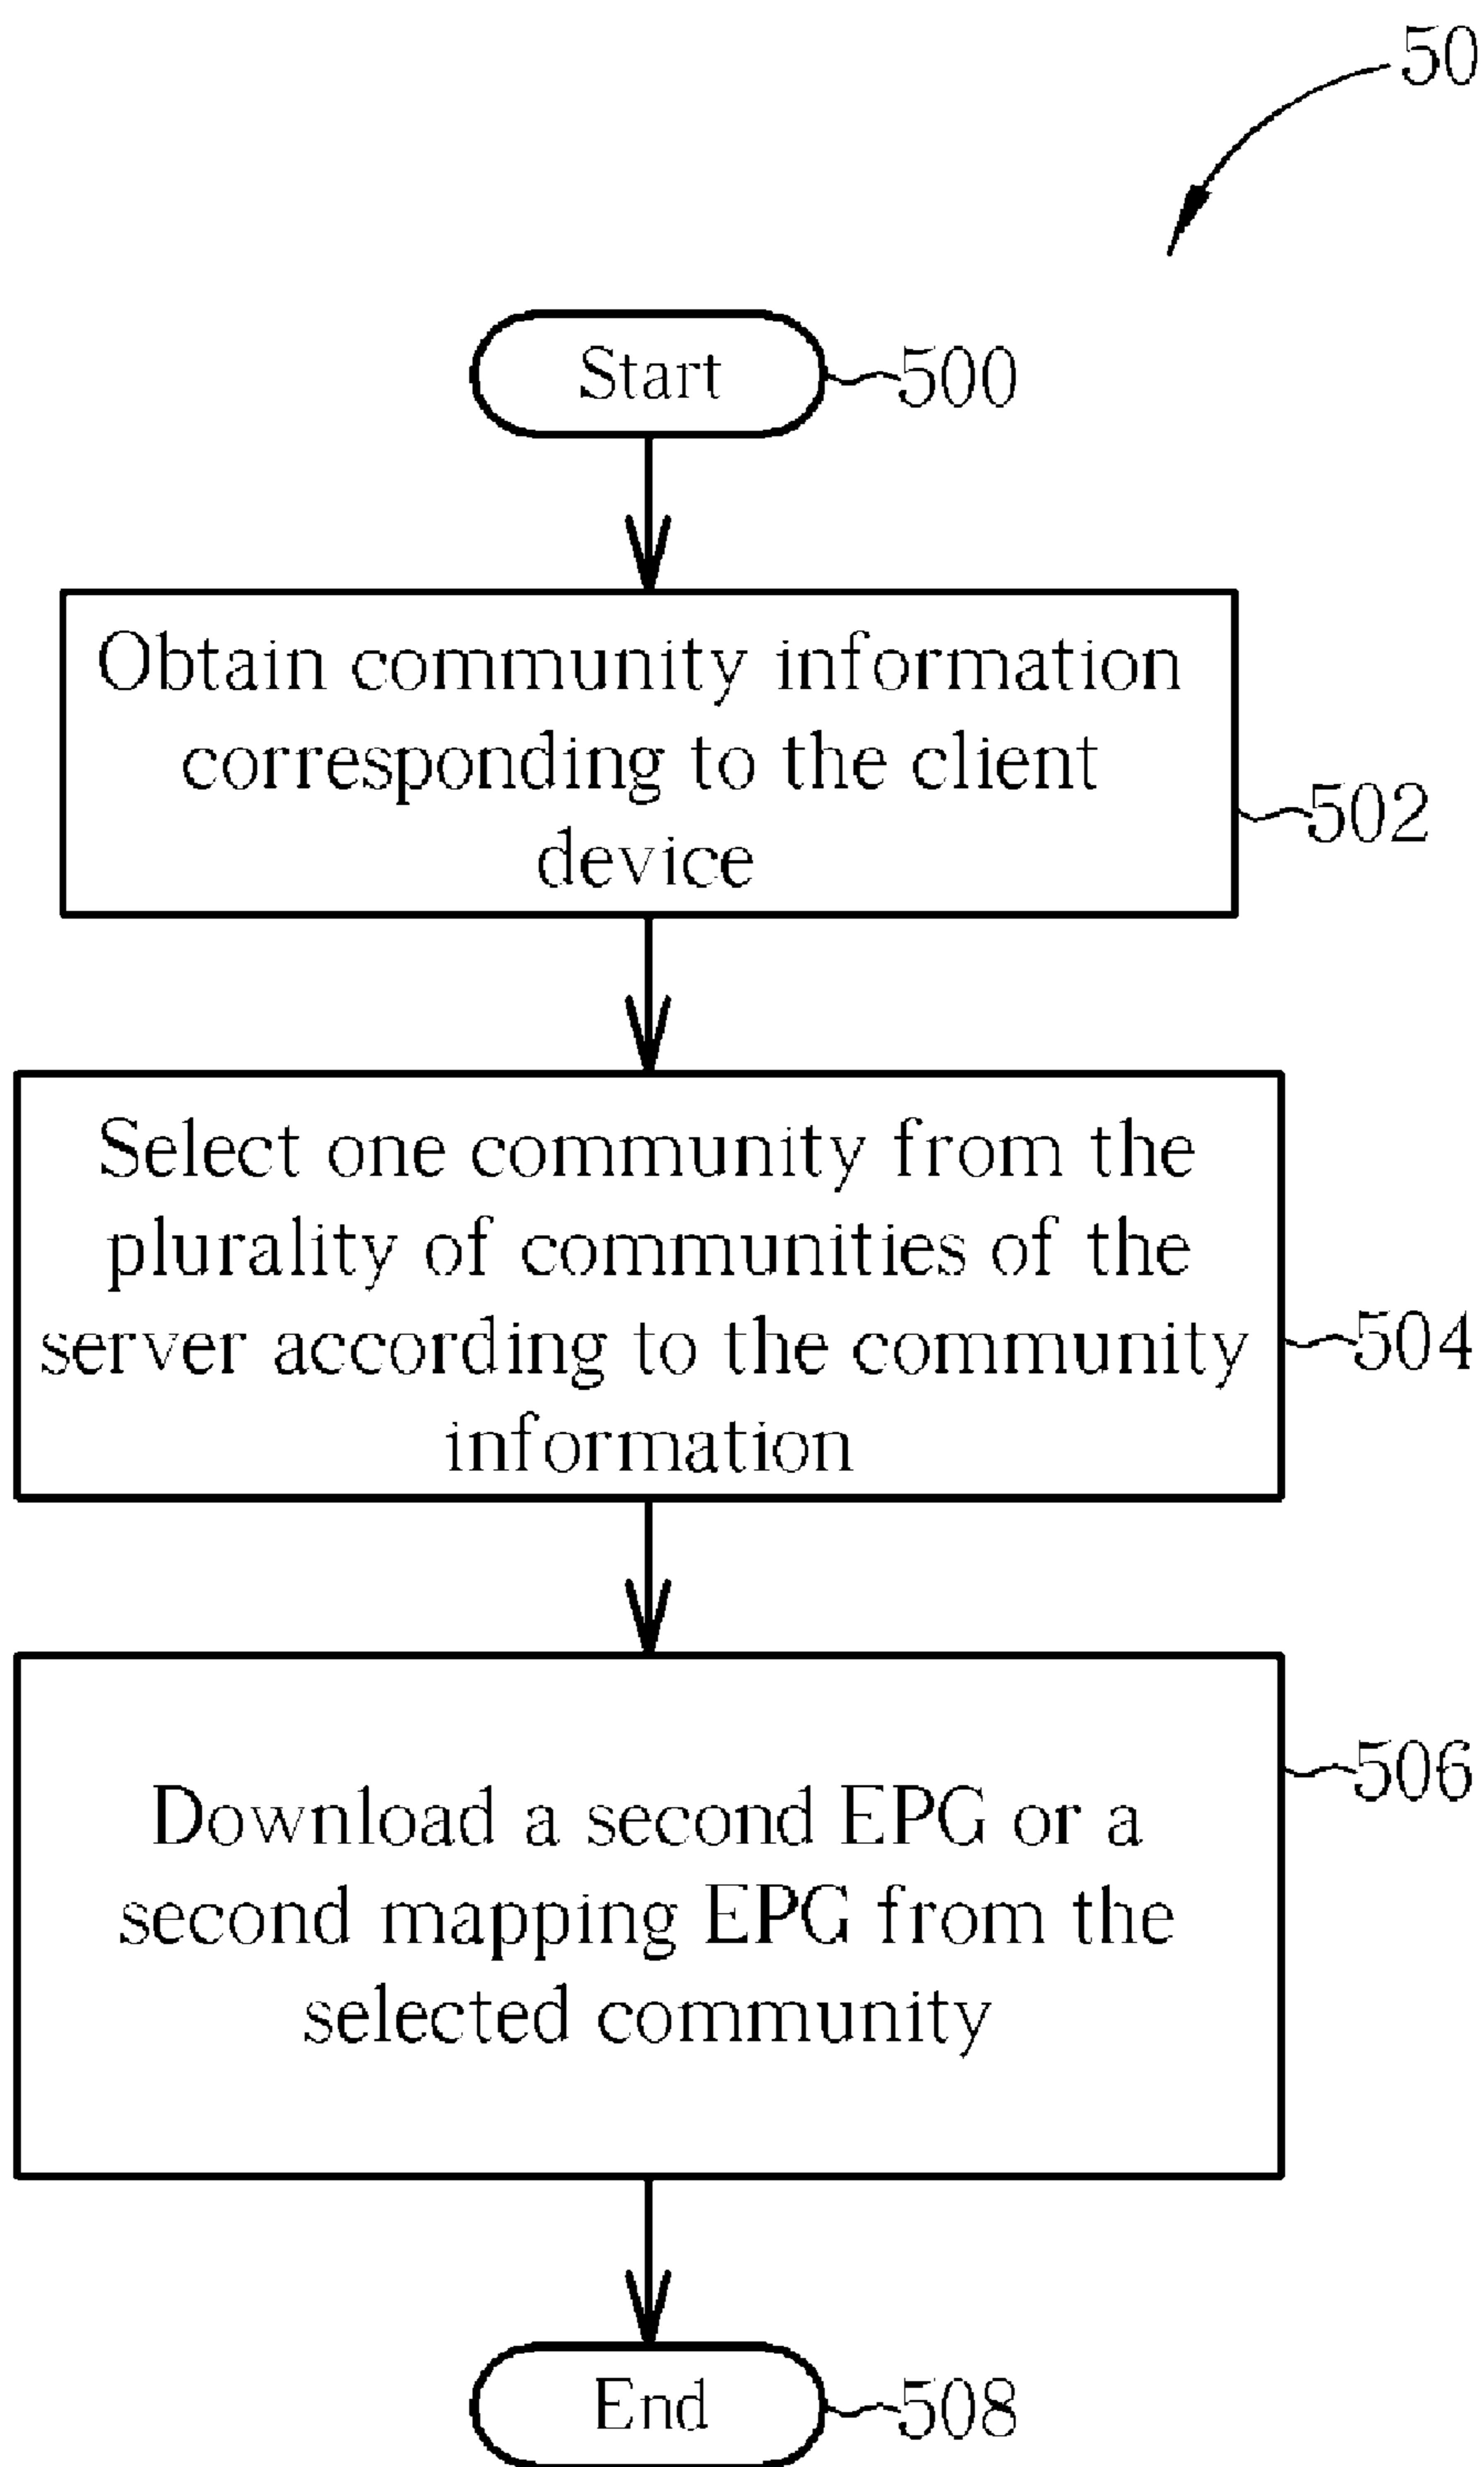 50
Start
500
Obtain community information
corresponding to the client
device
502
Select one community from the
plurality of communities of the
server according to the community
information
504
Download a second EPG or a
second mapping EPG from the
selected community
506
End
508